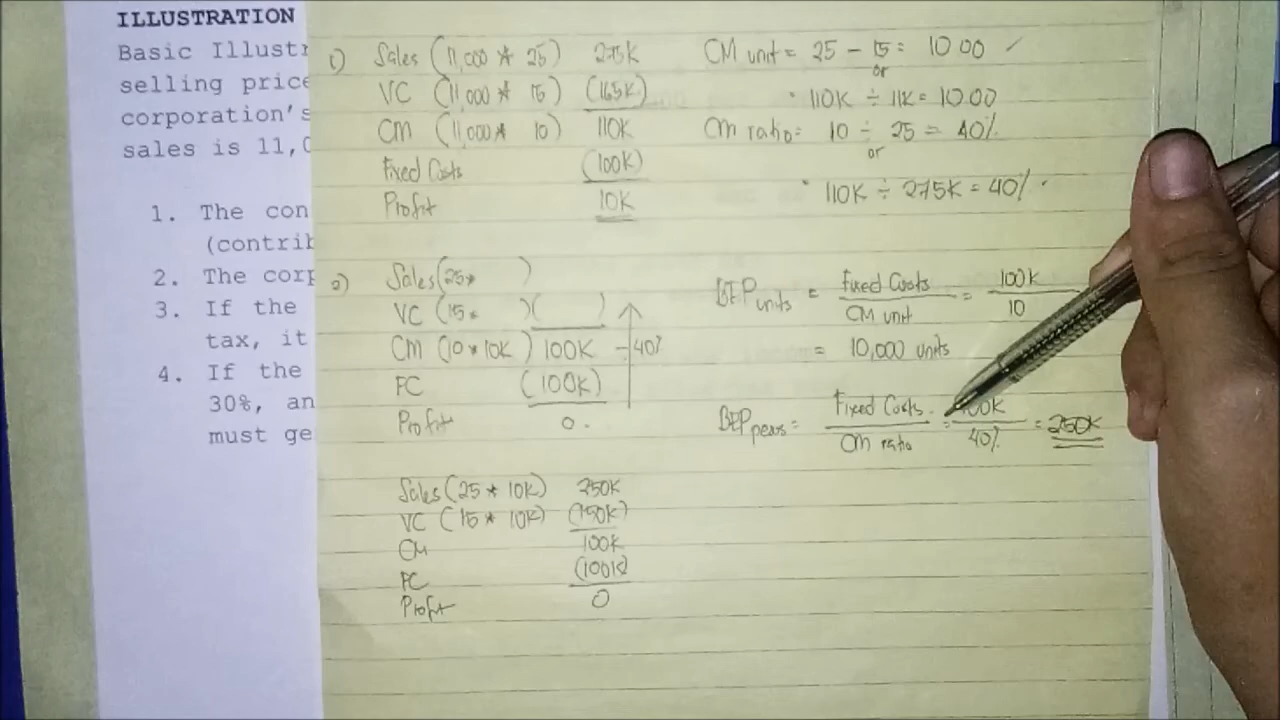 ILLUSTRATION
Basic Illustr
selling price
corporation's
sales is 11,0
1. The con
(contrib
2. The corp
3. If the
tax, it
4. If the
30%, an
must ge
1) Sales (11,000 * 25) 275K
VC (11,000 * 15) (165K)
CM (11,000 * 10) 110K
Fixed Costs (100K)
Profit 10K
CM unit = 25 - 15 = 10.00
or
110K ÷ 11K = 10.00
CM ratio = 10 ÷ 25 = 40%
or
110K ÷ 275K = 40%
2) Sales (25* )
VC (15* ) ( )
CM (10*10K) 100K - 40%
FC (100K)
Profit 0.
BEP units = Fixed Costs / CM unit = 100K / 10
= 10,000 units
BEP pesos = Fixed Costs / CM ratio = 100K / 40% = 250K
Sales (25 * 10K) 250K
VC (15 * 10K) (150K)
CM 100K
FC (100K)
Profit 0